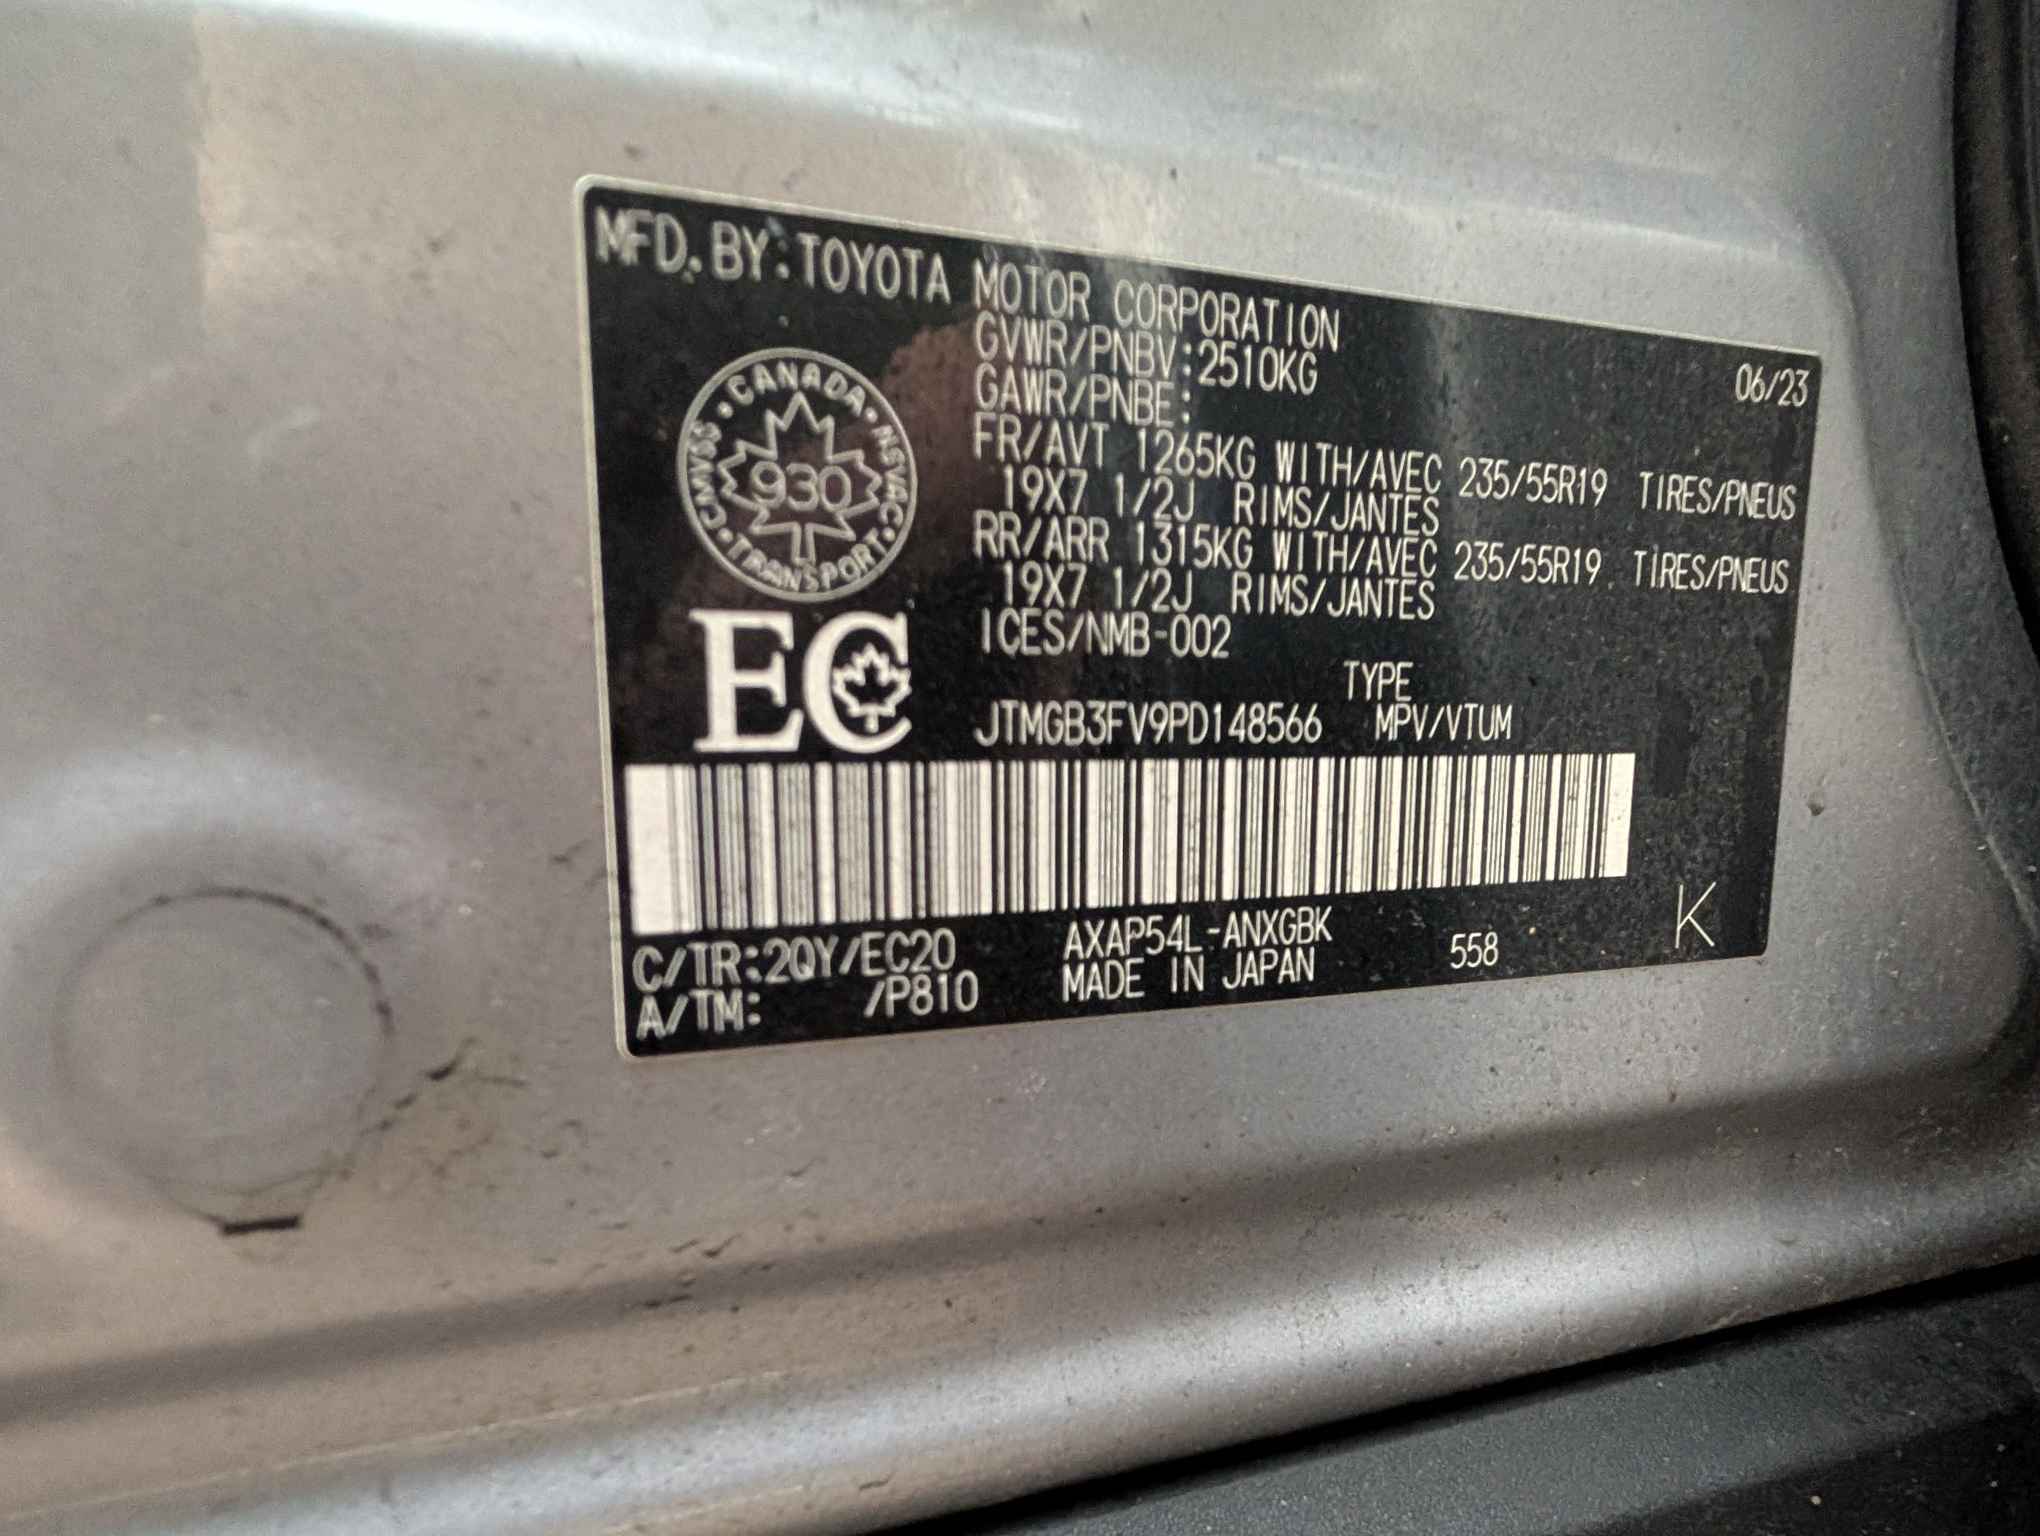 MFD. BY: TOYOTA MOTOR CORPORATION
06/23
GVWR/PNBV: 2510KG
GAWR/PNBE:
FR/AVT 1265KG WITH/AVEC 235/55R19 TIRES/PNEUS
19X7 1/2J RIMS/JANTES
RR/ARR 1315KG WITH/AVEC 235/55R19 TIRES/PNEUS
19X7 1/2J RIMS/JANTES
ICES/NMB-002
CANADA · NSVAC · TRANSPORT · CMVSS ·
930
EC
TYPE
JTMGB3FV9PD148566 MPV/VTUM
C/TR: 2QY/EC20 AXAP54L-ANXGBK 558 K
A/TM: /P810 MADE IN JAPAN